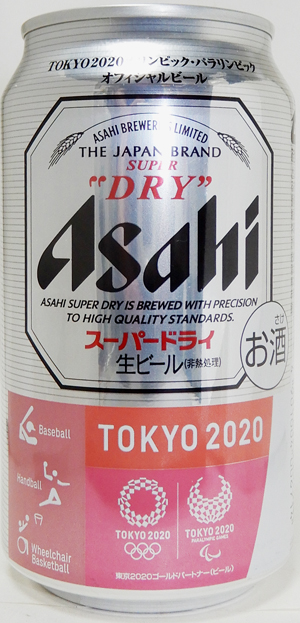 TOKYO2020オリンピック・パラリンピック
オフィシャルビール
ASAHI BREWERIES LIMITED
THE JAPAN BRAND
SUPER
"DRY"
Asahi
ASAHI SUPER DRY IS BREWED WITH PRECISION
TO HIGH QUALITY STANDARDS.
スーパードライ
生ビール(非熱処理)
さけ
お酒
TOKYO 2020
Baseball
Handball
Wheelchair
Basketball
TOKYO 2020
TOKYO 2020
PARALYMPIC GAMES
東京2020ゴールドパートナー(ビール)